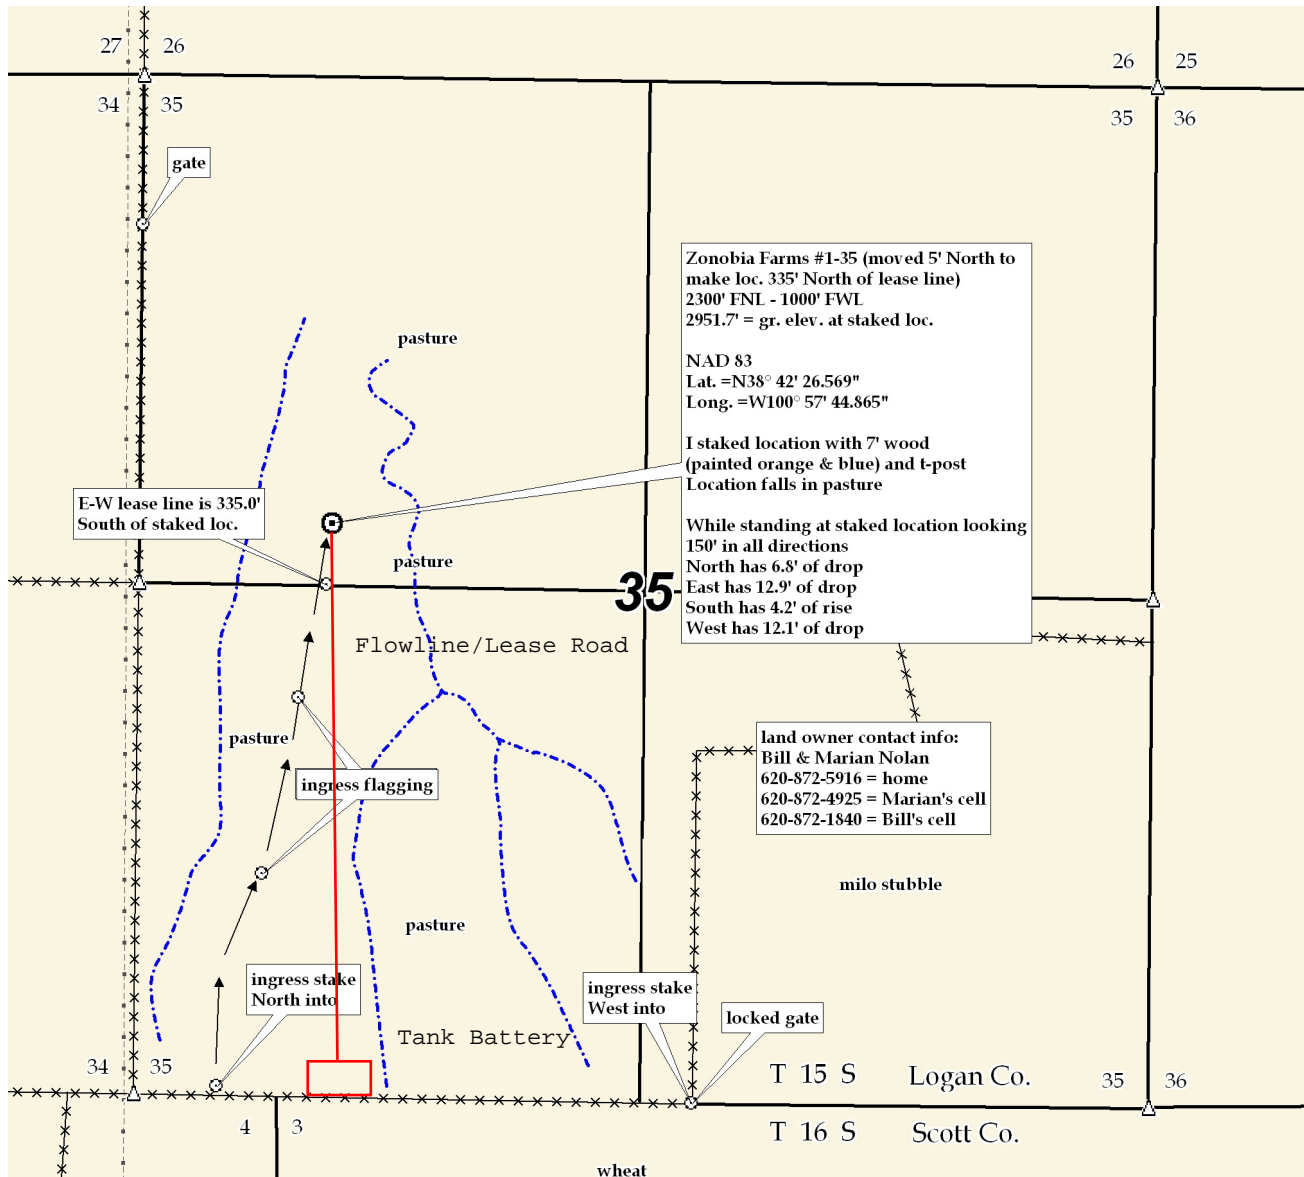 27 26
26 25
34 35
35 36
gate
Zonobia Farms #1-35 (moved 5' North to
make loc. 335' North of lease line)
2300' FNL - 1000' FWL
2951.7' = gr. elev. at staked loc.
NAD 83
Lat. =N38° 42' 26.569"
Long. =W100° 57' 44.865"
I staked location with 7' wood
(painted orange & blue) and t-post
Location falls in pasture
While standing at staked location looking
150' in all directions
North has 6.8' of drop
East has 12.9' of drop
South has 4.2' of rise
West has 12.1' of drop
pasture
E-W lease line is 335.0'
South of staked loc.
pasture
35
Flowline/Lease Road
pasture
ingress flagging
land owner contact info:
Bill & Marian Nolan
620-872-5916 = home
620-872-4925 = Marian's cell
620-872-1840 = Bill's cell
milo stubble
pasture
ingress stake
North into
ingress stake
West into
locked gate
Tank Battery
34 35
T 15 S Logan Co.
35 36
4 3
T 16 S Scott Co.
wheat